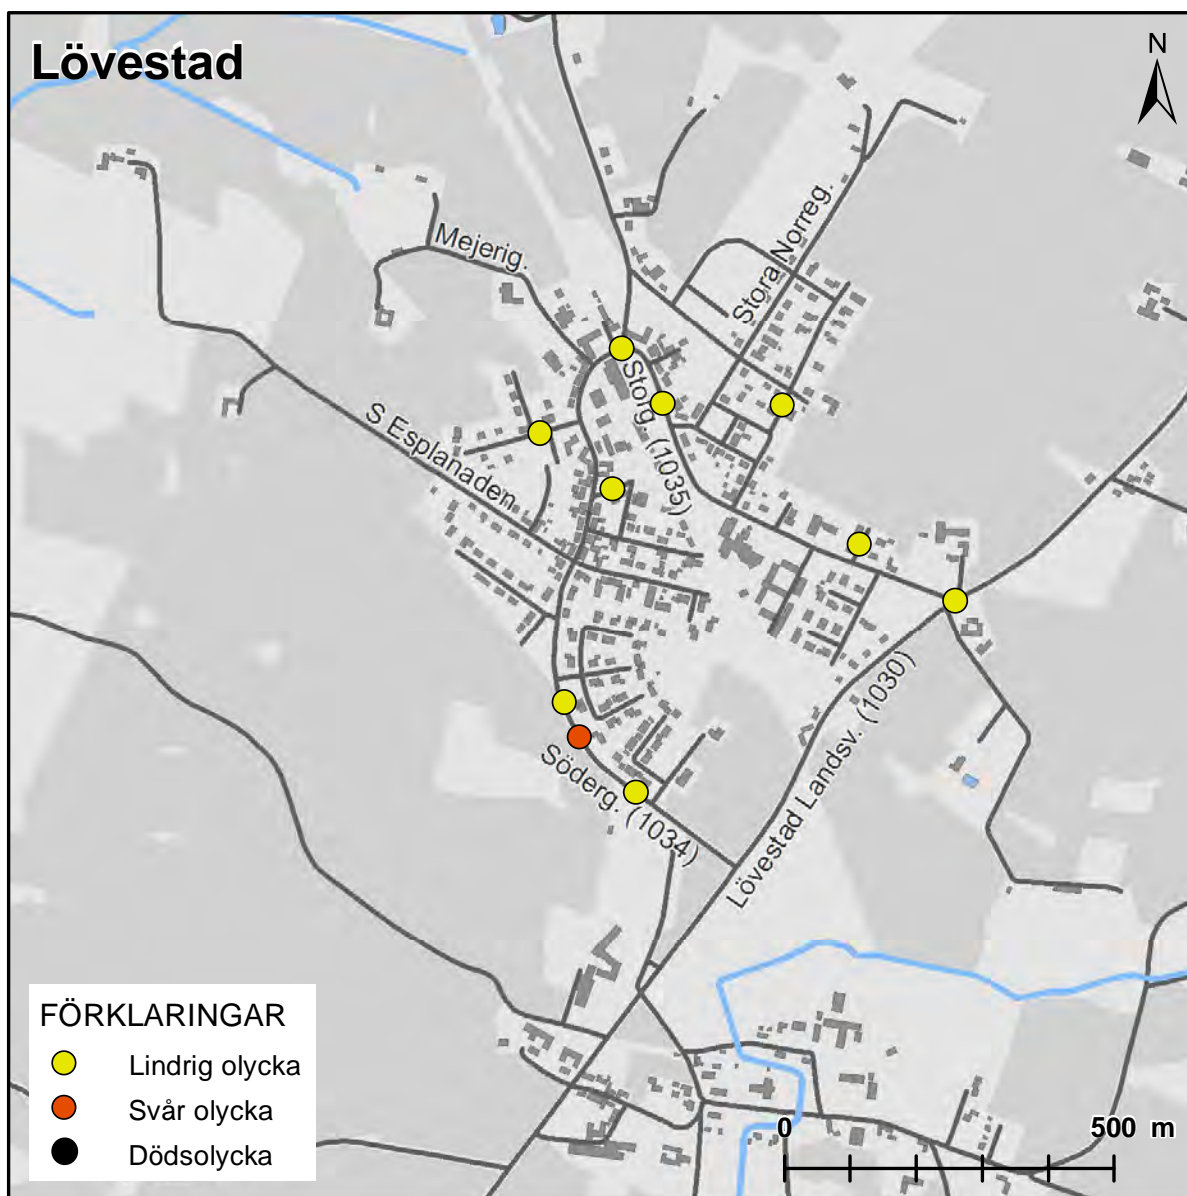 Lövestad
N
Mejerig.
Stora Norreg.
Storg. (1035)
S Esplanaden
Söderg. (1034)
Lövestad Landsv. (1030)
FÖRKLARINGAR
Lindrig olycka
Svår olycka
Dödsolycka
0 500 m